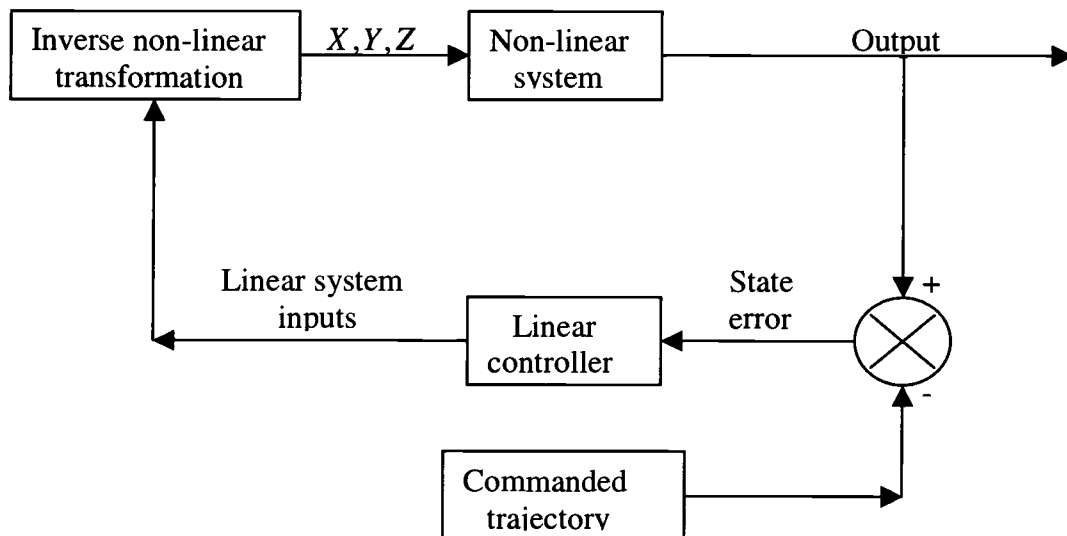 Inverse non-linear
transformation
X,Y,Z
Non-linear
system
Output
Linear system
inputs
Linear
controller
State
error
+
-
Commanded
trajectory